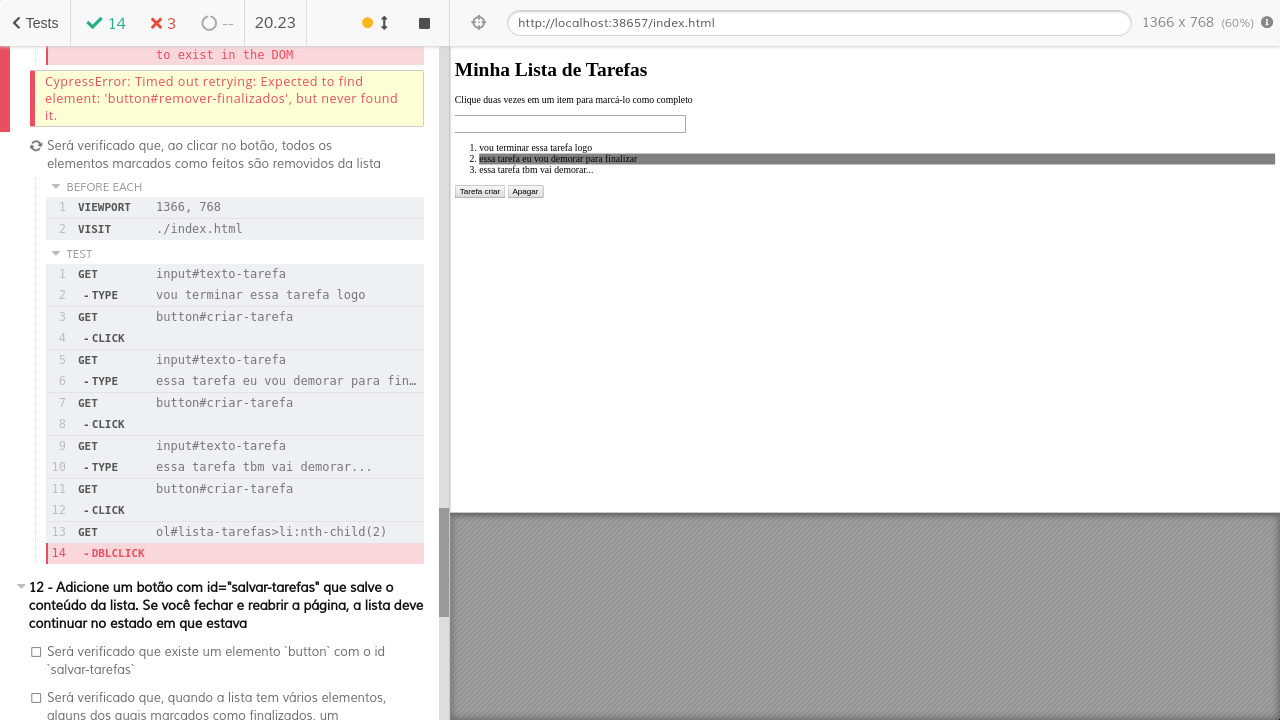 Tests
14
3
--
20.23
http://localhost:38657/index.html
1366 x 768 (60%)
to exist in the DOM
CypressError: Timed out retrying: Expected to find
element: 'button#remover-finalizados', but never found
it.
Será verificado que, ao clicar no botão, todos os
elementos marcados como feitos são removidos da lista
BEFORE EACH
1 VIEWPORT 1366, 768
2 VISIT ./index.html
TEST
1 GET input#texto-tarefa
2 -TYPE vou terminar essa tarefa logo
3 GET button#criar-tarefa
4 -CLICK
5 GET input#texto-tarefa
6 -TYPE essa tarefa eu vou demorar para fin…
7 GET button#criar-tarefa
8 -CLICK
9 GET input#texto-tarefa
10 -TYPE essa tarefa tbm vai demorar...
11 GET button#criar-tarefa
12 -CLICK
13 GET ol#lista-tarefas>li:nth-child(2)
14 -DBLCLICK
12 - Adicione um botão com id="salvar-tarefas" que salve o
conteúdo da lista. Se você fechar e reabrir a página, a lista deve
continuar no estado em que estava
Será verificado que existe um elemento `button` com o id
`salvar-tarefas`
Será verificado que, quando a lista tem vários elementos,
alguns dos quais marcados como finalizados, um
Minha Lista de Tarefas
Clique duas vezes em um item para marcá-lo como completo
1. vou terminar essa tarefa logo
2. essa tarefa eu vou demorar para finalizar
3. essa tarefa tbm vai demorar...
Tarefa criar Apagar